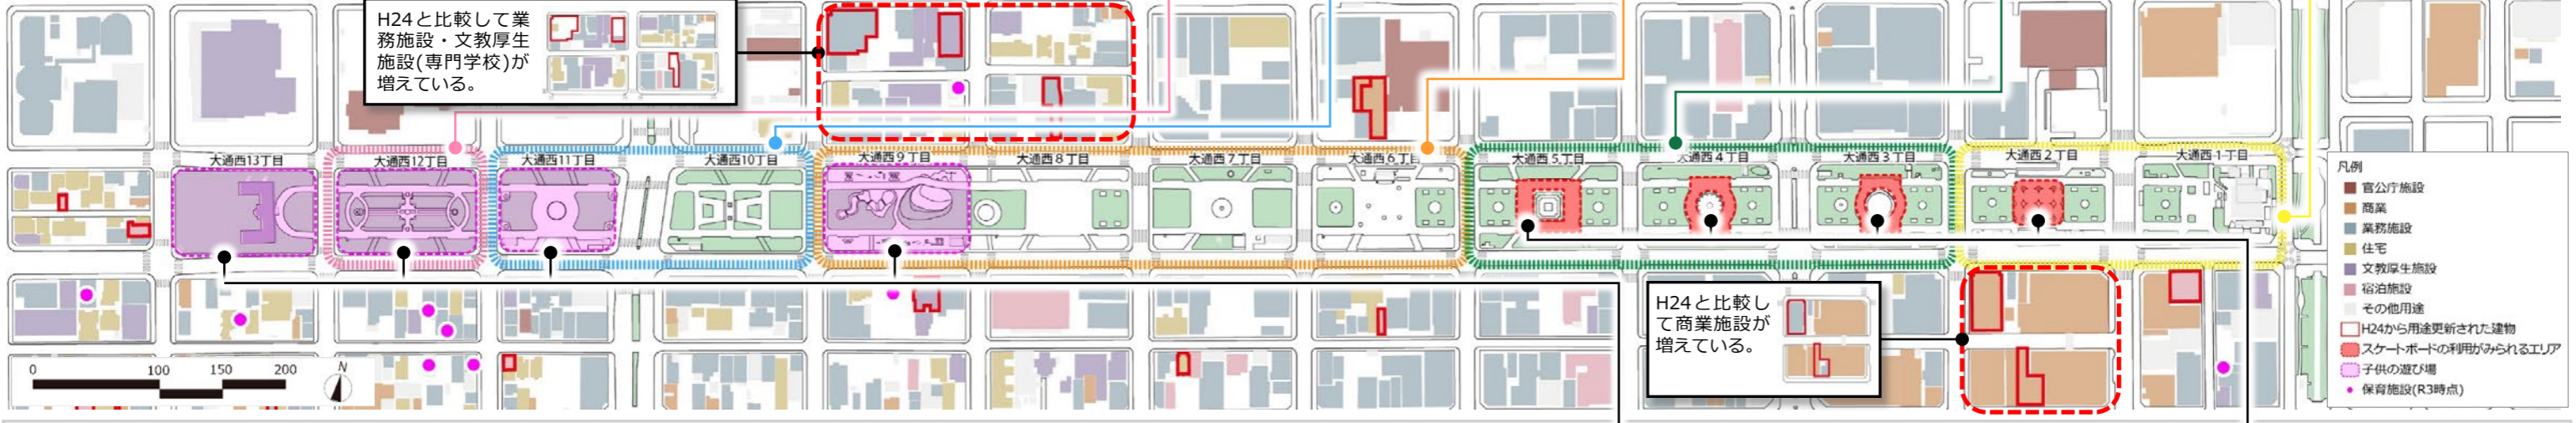 H24と比較して業
務施設・文教厚生
施設(専門学校)が
増えている。
大通西13丁目
大通西12丁目
大通西11丁目
大通西10丁目
大通西9丁目
大通西8丁目
大通西7丁目
大通西6丁目
大通西5丁目
大通西4丁目
大通西3丁目
大通西2丁目
大通西1丁目
凡例
官公庁施設
商業
業務施設
住宅
文教厚生施設
宿泊施設
その他用途
H24から用途更新された建物
スケートボードの利用がみられるエリア
子供の遊び場
保育施設(R3時点)
H24と比較し
て商業施設が
増えている。
0 100 150 200
N